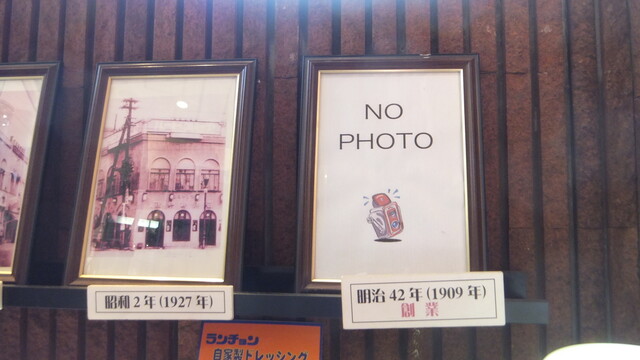 NO
PHOTO
昭和2年(1927年)
明治42年(1909年)
創業
ランチョン
自家製ドレッシング